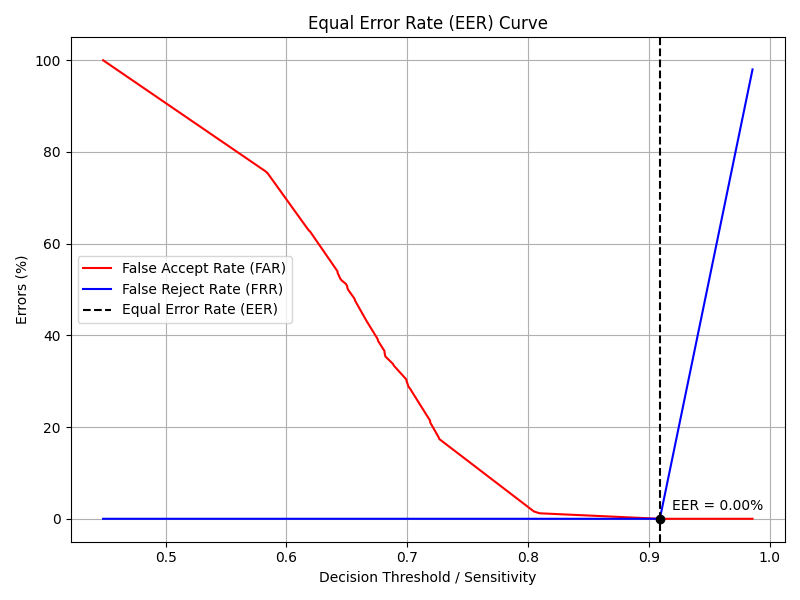 Equal Error Rate (EER) Curve
Errors (%)
100
80
60
40
20
0
False Accept Rate (FAR)
False Reject Rate (FRR)
Equal Error Rate (EER)
EER = 0.00%
0.5 0.6 0.7 0.8 0.9 1.0
Decision Threshold / Sensitivity